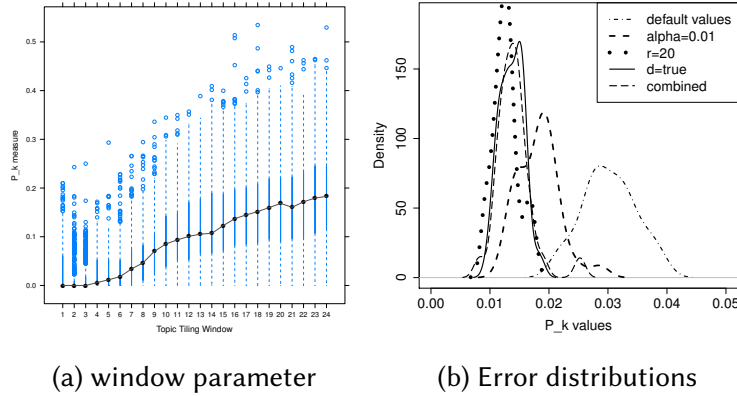 0.5
0.4
0.3
0.2
0.1
0.0
P_k measure
1 2 3 4 5 6 7 8 9 10 11 12 13 14 15 16 17 18 19 20 21 22 23 24
Topic Tiling Window
(a) window parameter
default values
alpha=0.01
r=20
d=true
combined
150
100
50
0
Density
0.00 0.01 0.02 0.03 0.04 0.05
P_k values
(b) Error distributions